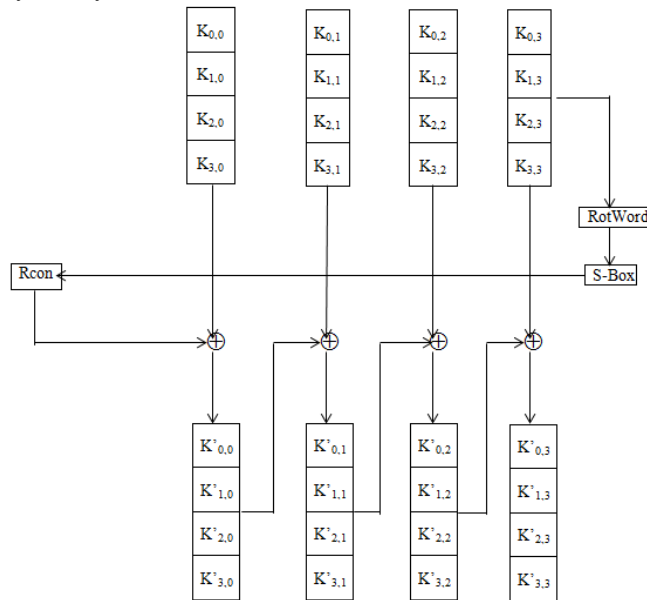 K0,0 K0,1 K0,2 K0,3
K1,0 K1,1 K1,2 K1,3
K2,0 K2,1 K2,2 K2,3
K3,0 K3,1 K3,2 K3,3
RotWord
Rcon S-Box
K’0,0 K’0,1 K’0,2 K’0,3
K’1,0 K’1,1 K’1,2 K’1,3
K’2,0 K’2,1 K’2,2 K’2,3
K’3,0 K’3,1 K’3,2 K’3,3